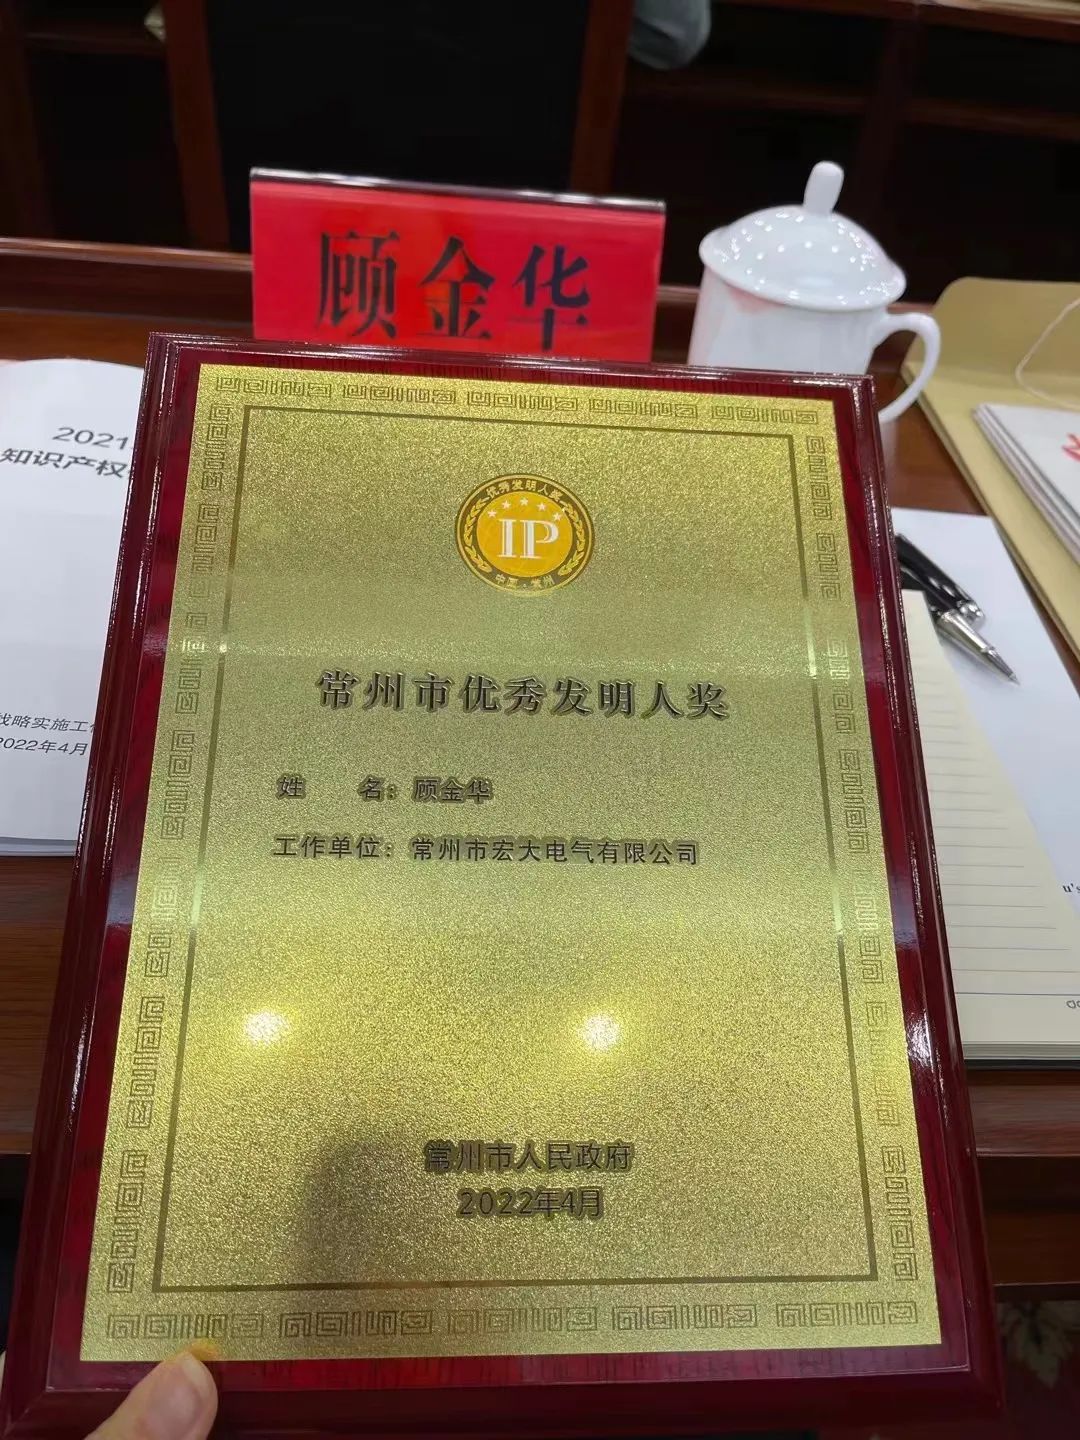 顾金华
2021
知识产权
战略实施工作
2022年4月
优秀发明人奖
IP
中国·常州
常州市优秀发明人奖
姓 名：顾金华
工作单位：常州市宏大电气有限公司
常州市人民政府
2022年4月